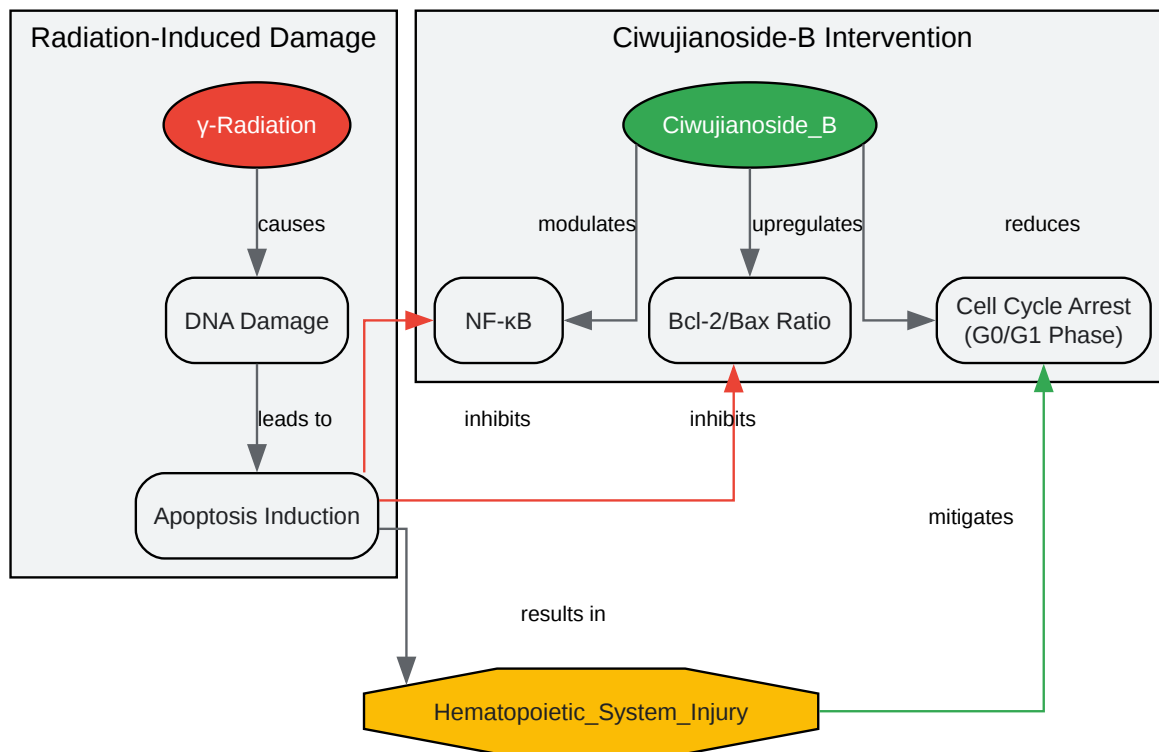 Radiation-Induced Damage
Ciwujianoside-B Intervention
γ-Radiation
Ciwujianoside_B
causes
modulates
upregulates
reduces
DNA Damage
NF-κB
Bcl-2/Bax Ratio
Cell Cycle Arrest
(G0/G1 Phase)
leads to
inhibits
inhibits
Apoptosis Induction
mitigates
results in
Hematopoietic_System_Injury